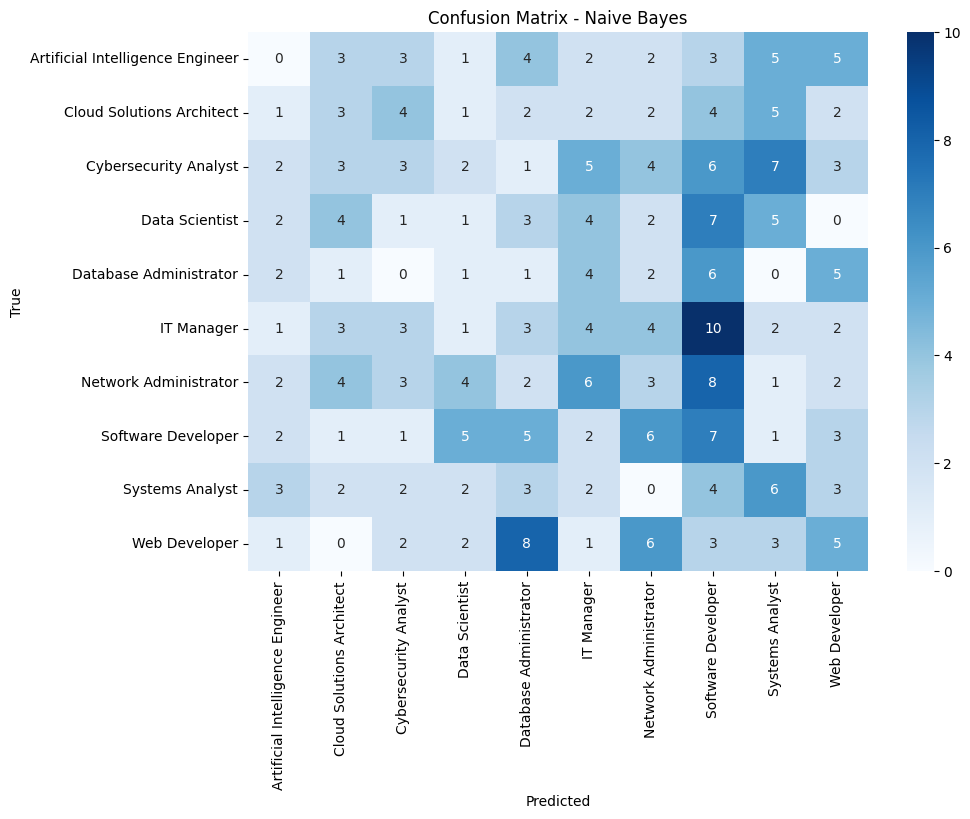 Confusion Matrix - Naive Bayes
True
Artificial Intelligence Engineer 0 3 3 1 4 2 2 3 5 5
Cloud Solutions Architect 1 3 4 1 2 2 2 4 5 2
Cybersecurity Analyst 2 3 3 2 1 5 4 6 7 3
Data Scientist 2 4 1 1 3 4 2 7 5 0
Database Administrator 2 1 0 1 1 4 2 6 0 5
IT Manager 1 3 3 1 3 4 4 10 2 2
Network Administrator 2 4 3 4 2 6 3 8 1 2
Software Developer 2 1 1 5 5 2 6 7 1 3
Systems Analyst 3 2 2 2 3 2 0 4 6 3
Web Developer 1 0 2 2 8 1 6 3 3 5
Artificial Intelligence Engineer
Cloud Solutions Architect
Cybersecurity Analyst
Data Scientist
Database Administrator
IT Manager
Network Administrator
Software Developer
Systems Analyst
Web Developer
Predicted
10
8
6
4
2
0